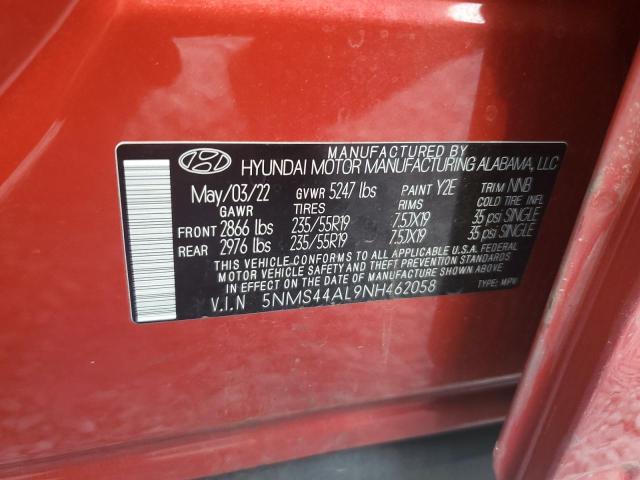 MANUFACTURED BY
HYUNDAI MOTOR MANUFACTURING ALABAMA, LLC
May/03/22 GVWR 5247 lbs PAINT Y2E TRIM NNB
GAWR TIRES RIMS COLD TIRE INFL
FRONT 2866 lbs 235/55R19 7.5JX19 35 psi SINGLE
REAR 2976 lbs 235/55R19 7.5JX19 35 psi SINGLE
THIS VEHICLE CONFORMS TO ALL APPLICABLE U.S.A. FEDERAL
MOTOR VEHICLE SAFETY AND THEFT PREVENTION STANDARDS
IN EFFECT ON THE DATE OF MANUFACTURE SHOWN ABOVE.
V.I.N 5NMS44AL9NH462058 TYPE: MPV